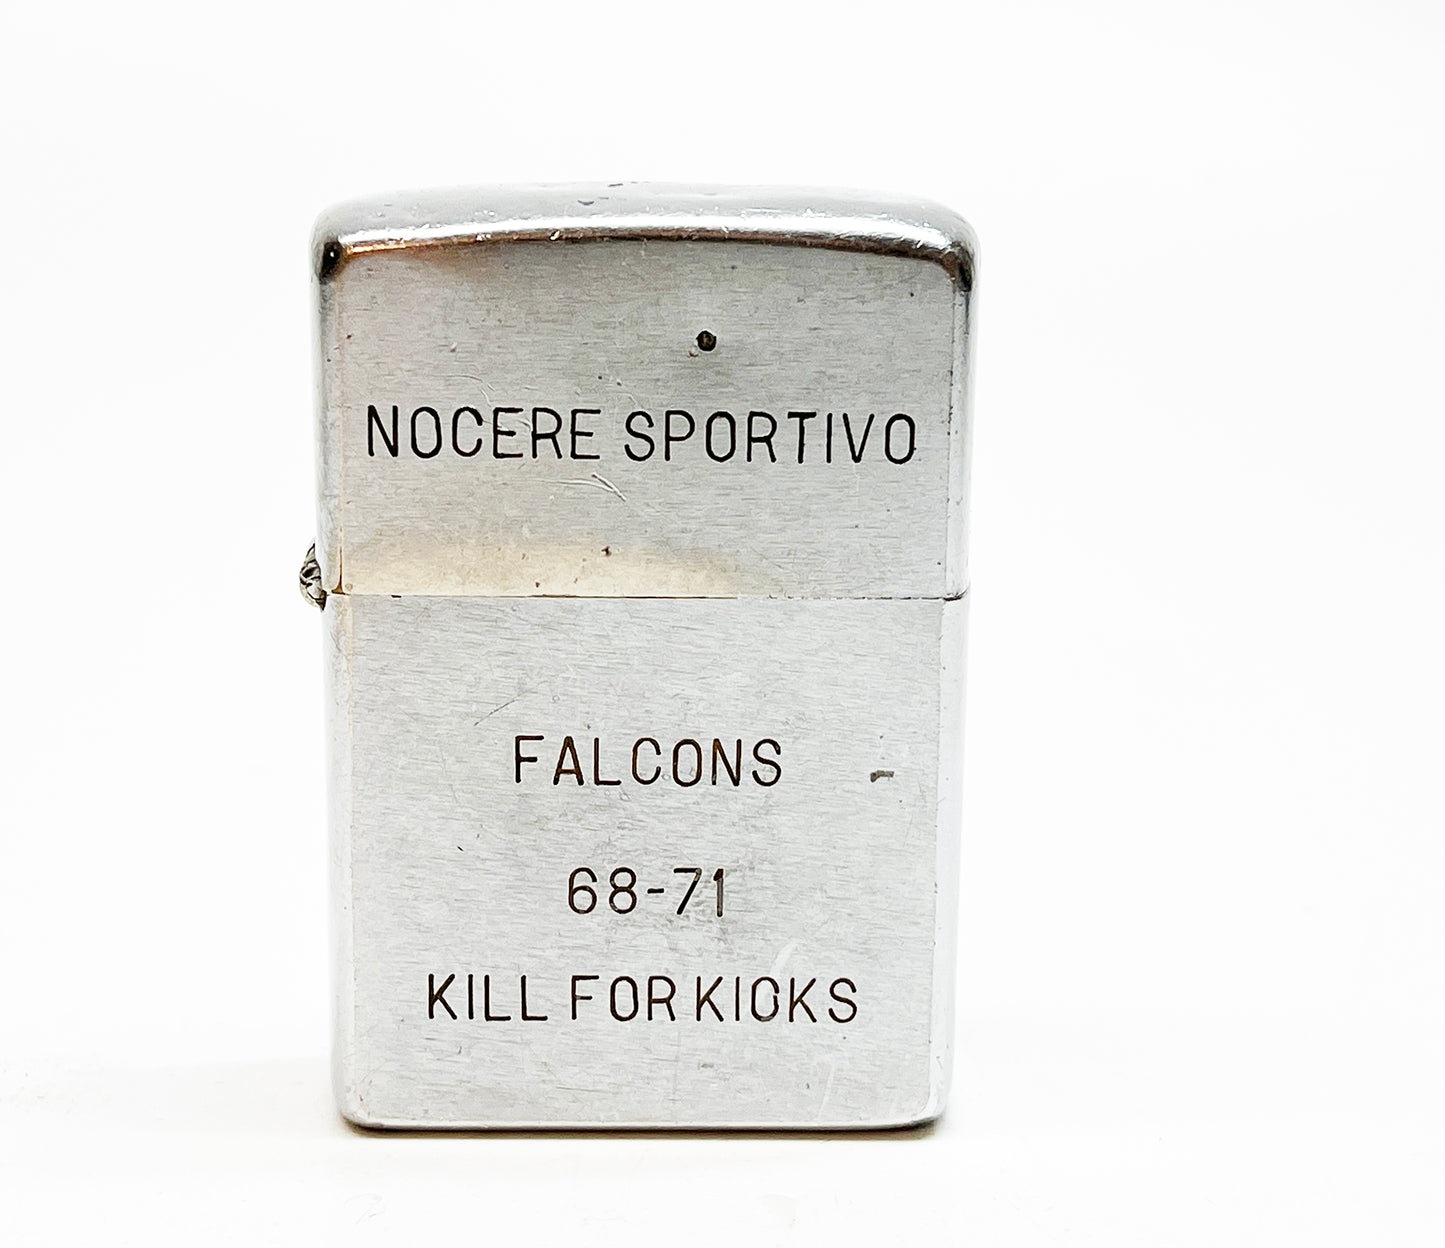 NOCERE SPORTIVO
FALCONS
68-71
KILL FOR KICKS